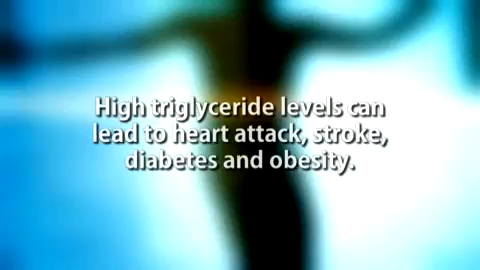 High triglyceride levels can
lead to heart attack, stroke,
diabetes and obesity.